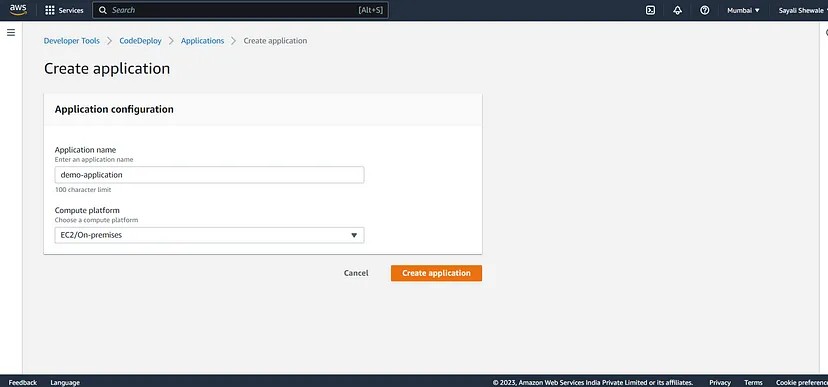 aws Services Search [Alt+S] Mumbai Sayali Shewale
Developer Tools CodeDeploy Applications Create application
Create application
Application configuration
Application name
Enter an application name
demo-application
100 character limit
Compute platform
Choose a compute platform
EC2/On-premises
Cancel Create application
Feedback Language © 2023, Amazon Web Services India Private Limited or its affiliates. Privacy Terms Cookie preferenc